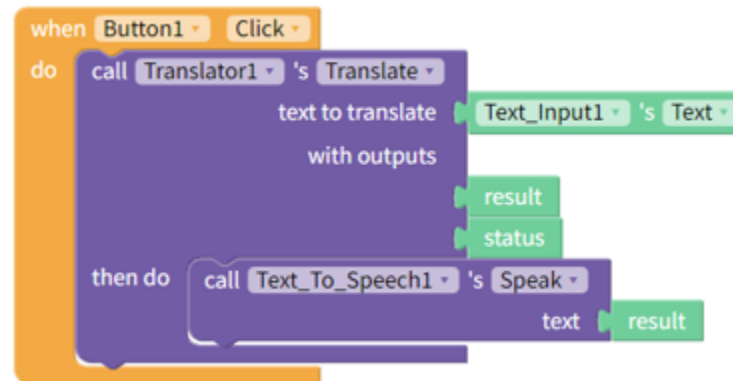 when Button1 Click
do call Translator1 's Translate
text to translate Text_Input1 's Text
with outputs
result
status
then do call Text_To_Speech1 's Speak
text result